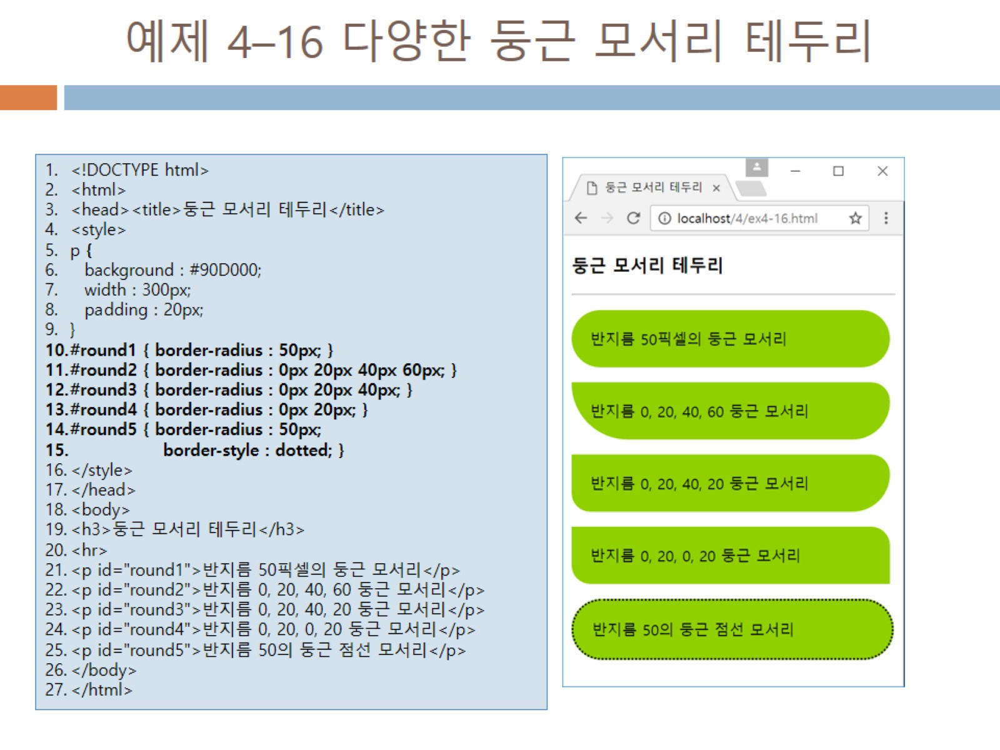 예제 4–16 다양한 둥근 모서리 테두리
1. <!DOCTYPE html>
2. <html>
3. <head><title>둥근 모서리 테두리</title>
4. <style>
5. p {
6. background : #90D000;
7. width : 300px;
8. padding : 20px;
9. }
10.#round1 { border-radius : 50px; }
11.#round2 { border-radius : 0px 20px 40px 60px; }
12.#round3 { border-radius : 0px 20px 40px; }
13.#round4 { border-radius : 0px 20px; }
14.#round5 { border-radius : 50px;
15. border-style : dotted; }
16. </style>
17. </head>
18. <body>
19. <h3>둥근 모서리 테두리</h3>
20. <hr>
21. <p id="round1">반지름 50픽셀의 둥근 모서리</p>
22. <p id="round2">반지름 0, 20, 40, 60 둥근 모서리</p>
23. <p id="round3">반지름 0, 20, 40, 20 둥근 모서리</p>
24. <p id="round4">반지름 0, 20, 0, 20 둥근 모서리</p>
25. <p id="round5">반지름 50의 둥근 점선 모서리</p>
26. </body>
27. </html>
둥근 모서리 테두리
localhost/4/ex4-16.html
둥근 모서리 테두리
반지름 50픽셀의 둥근 모서리
반지름 0, 20, 40, 60 둥근 모서리
반지름 0, 20, 40, 20 둥근 모서리
반지름 0, 20, 0, 20 둥근 모서리
반지름 50의 둥근 점선 모서리